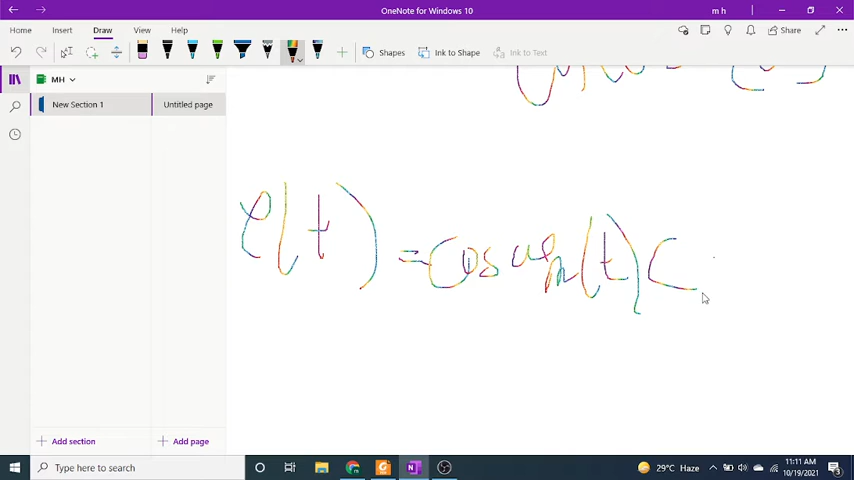 OneNote for Windows 10
m h
Home Insert Draw View Help
Share
Shapes
Ink to Shape
Ink to Text
MH
New Section 1
Untitled page
e(t) = Cos (t) C
Add section
Add page
Type here to search
29°C Haze
11:11 AM
10/19/2021
3